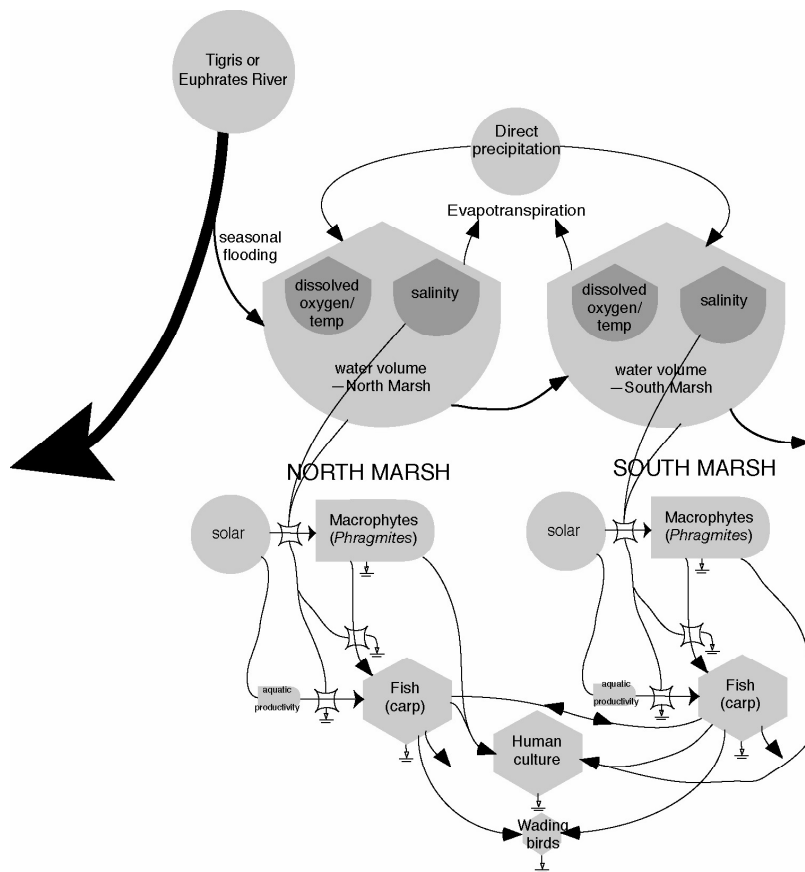 Tigris or
Euphrates River
Direct
precipitation
Evapotranspiration
seasonal
flooding
dissolved
oxygen/
temp
salinity
water volume
—North Marsh
dissolved
oxygen/
temp
salinity
water volume
—South Marsh
NORTH MARSH
SOUTH MARSH
solar
Macrophytes
(Phragmites)
solar
Macrophytes
(Phragmites)
aquatic
productivity
Fish
(carp)
aquatic
productivity
Fish
(carp)
Human
culture
Wading
birds